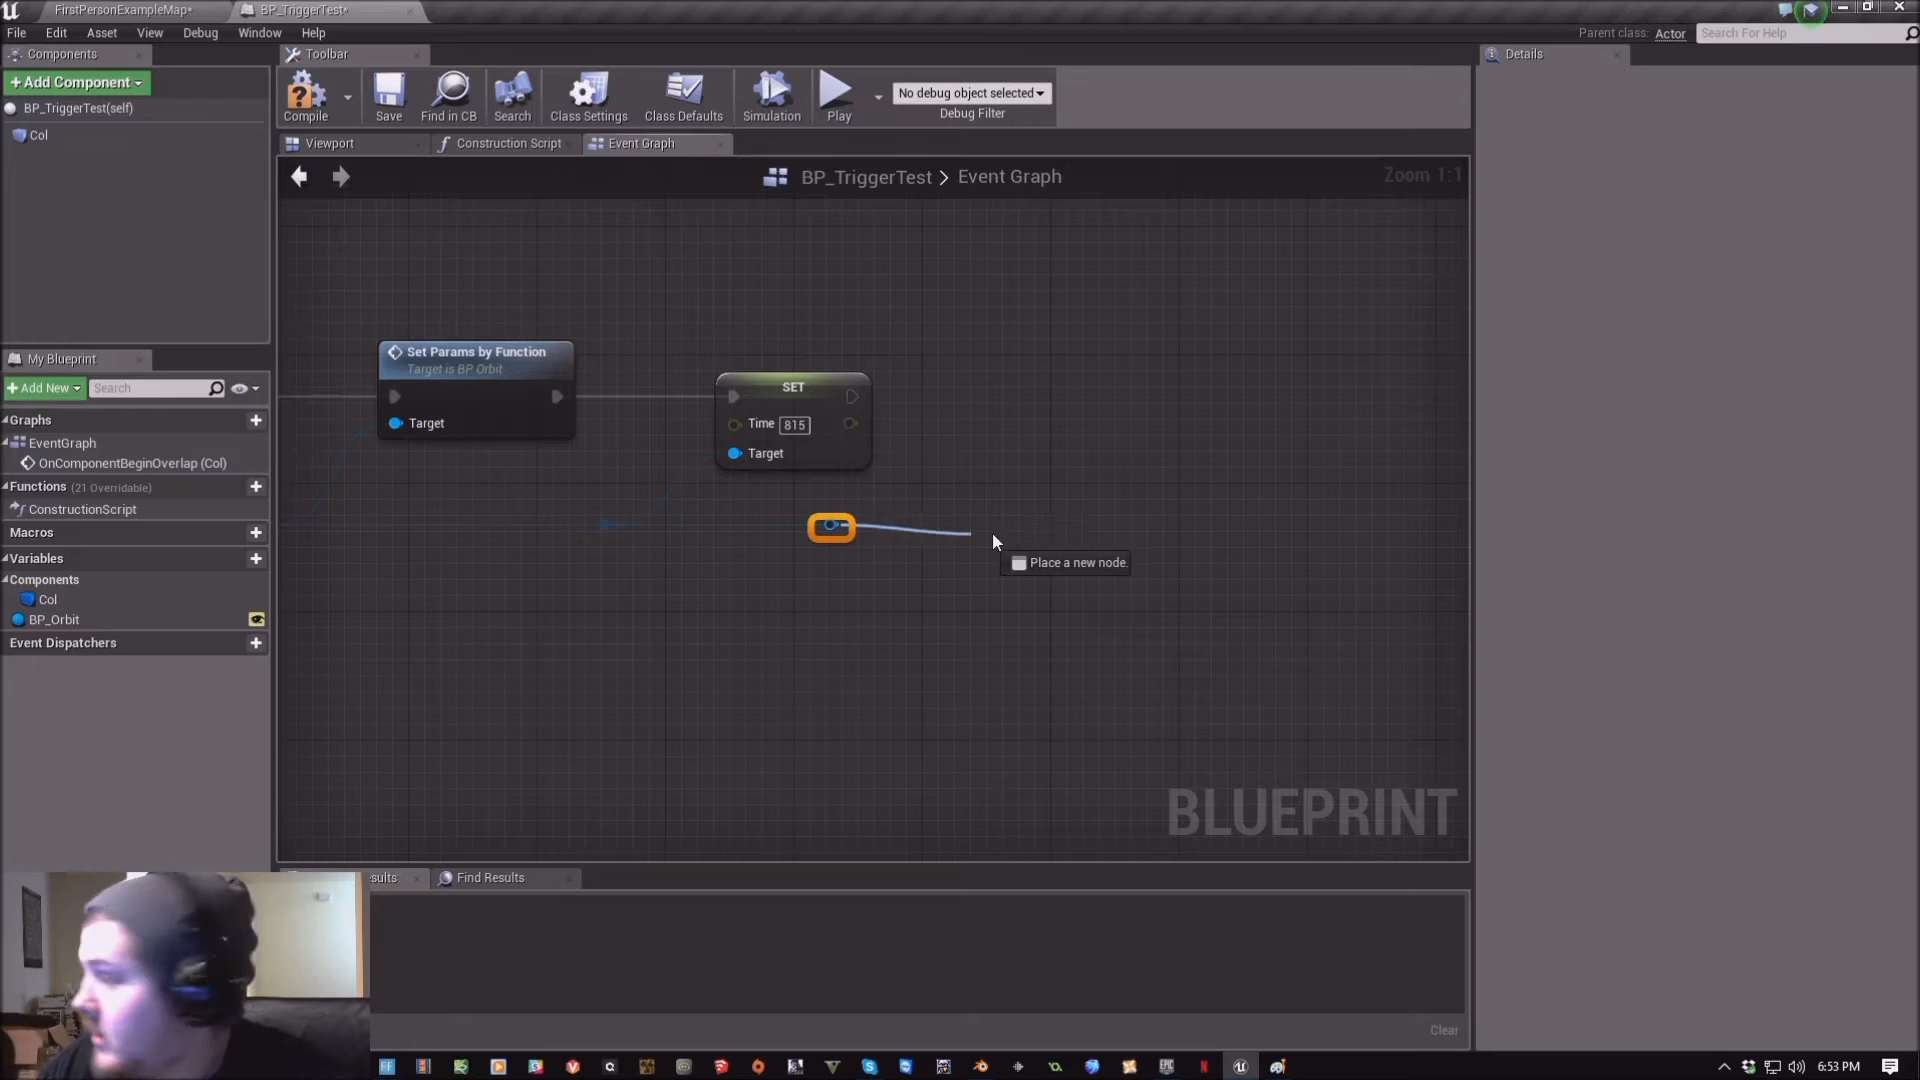 FirstPersonExampleMap*
BP_TriggerTest*
File Edit Asset View Debug Window Help
Parent class: Actor
Search For Help
Components
Toolbar
Details
+Add Component
BP_TriggerTest(self)
Col
Compile
Save
Find in CB
Search
Class Settings
Class Defaults
Simulation
Play
No debug object selected
Debug Filter
Viewport
Construction Script
Event Graph
BP_TriggerTest > Event Graph
Zoom 1:1
Set Params by Function
Target is BP Orbit
Target
SET
Time 815
Target
Place a new node.
My Blueprint
+Add New
Search
Graphs
EventGraph
OnComponentBeginOverlap (Col)
Functions (21 Overridable)
ConstructionScript
Macros
Variables
Components
Col
BP_Orbit
Event Dispatchers
BLUEPRINT
sults
Find Results
Clear
6:53 PM